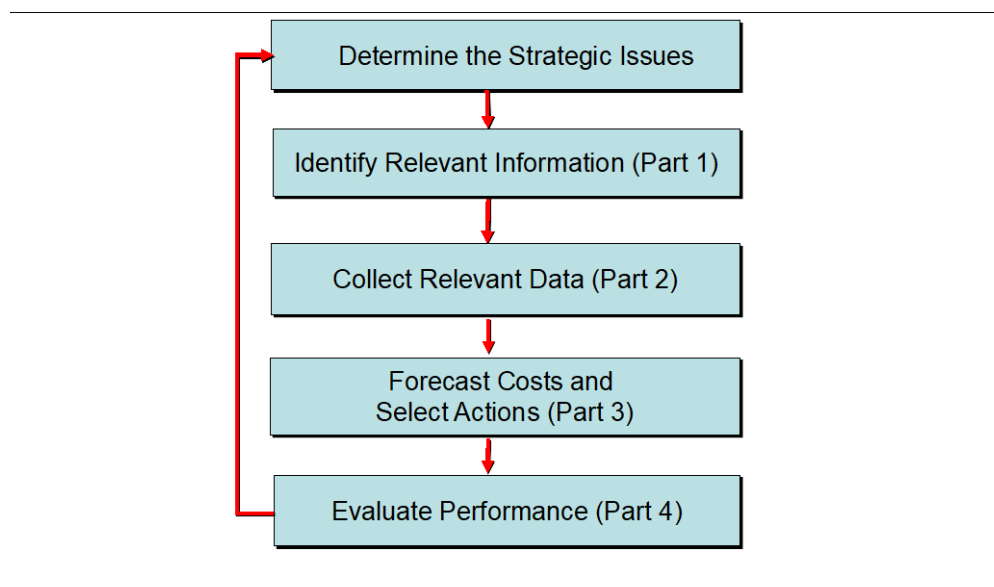 Determine the Strategic Issues
Identify Relevant Information (Part 1)
Collect Relevant Data (Part 2)
Forecast Costs and
Select Actions (Part 3)
Evaluate Performance (Part 4)